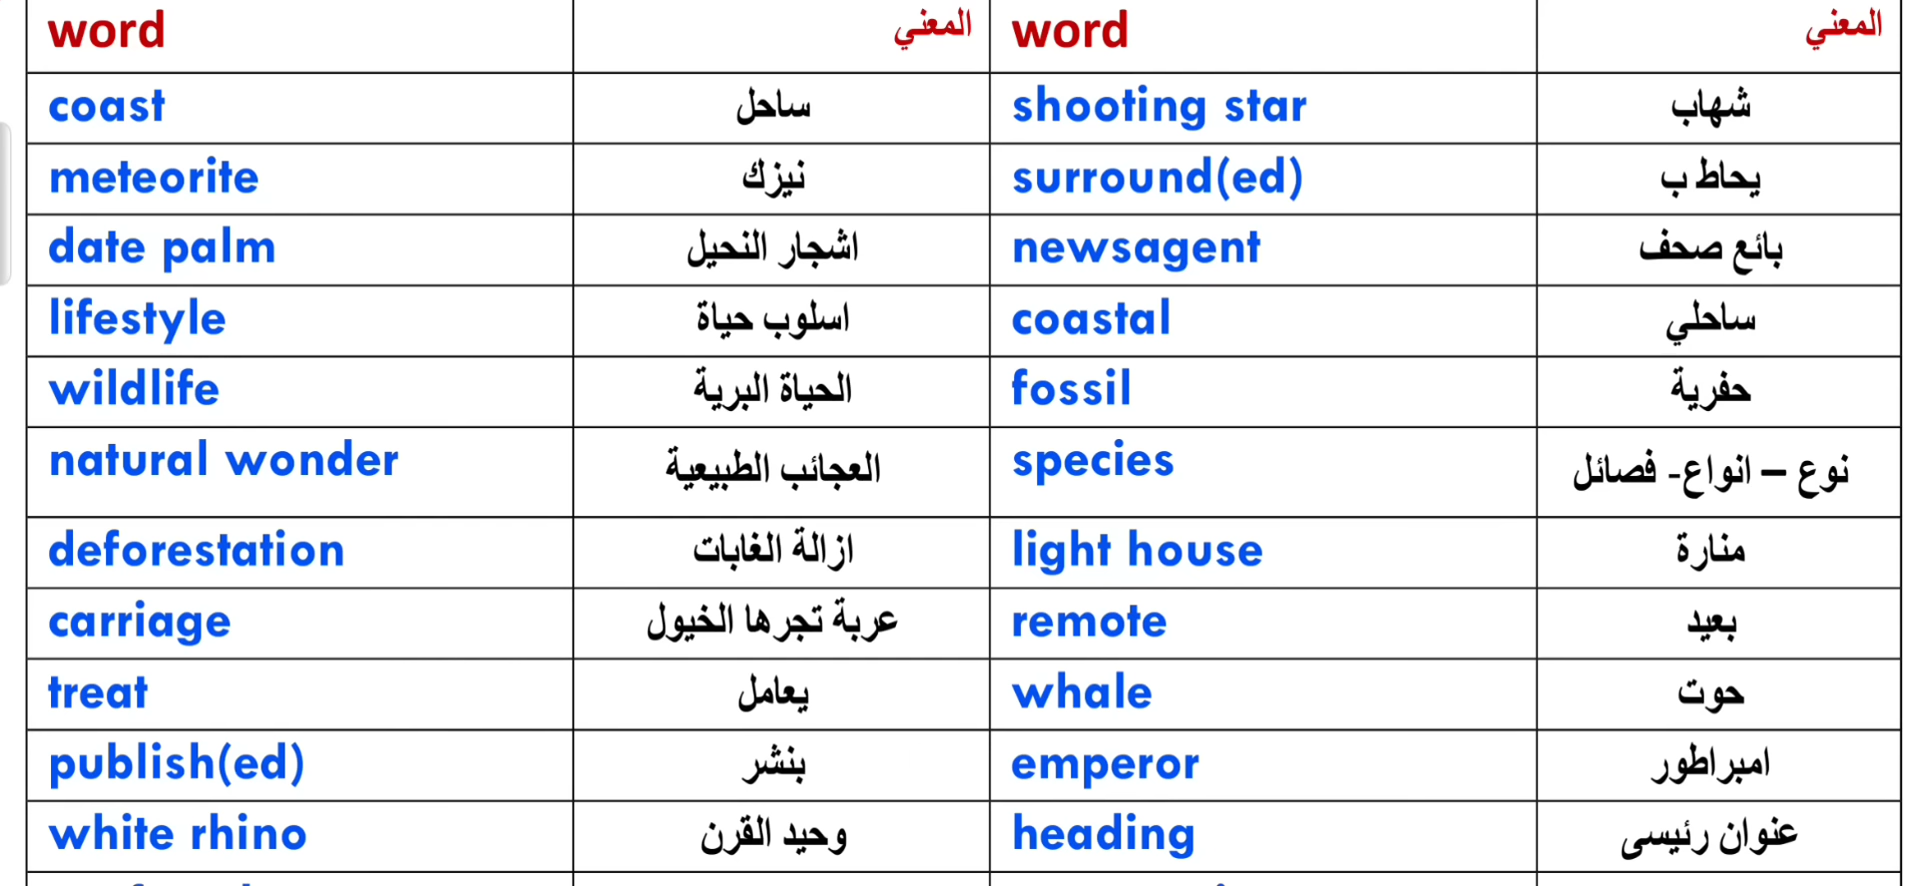 word المعني word المعني
coast ساحل shooting star شهاب
meteorite نيزك surround(ed) يحاط ب
date palm اشجار النحيل newsagent بائع صحف
lifestyle اسلوب حياة coastal ساحلي
wildlife الحياة البرية fossil حفرية
natural wonder العجائب الطبيعية species نوع – انواع- فصائل
deforestation ازالة الغابات light house منارة
carriage عربة تجرها الخيول remote بعيد
treat يعامل whale حوت
publish(ed) بنشر emperor امبراطور
white rhino وحيد القرن heading عنوان رئيسى